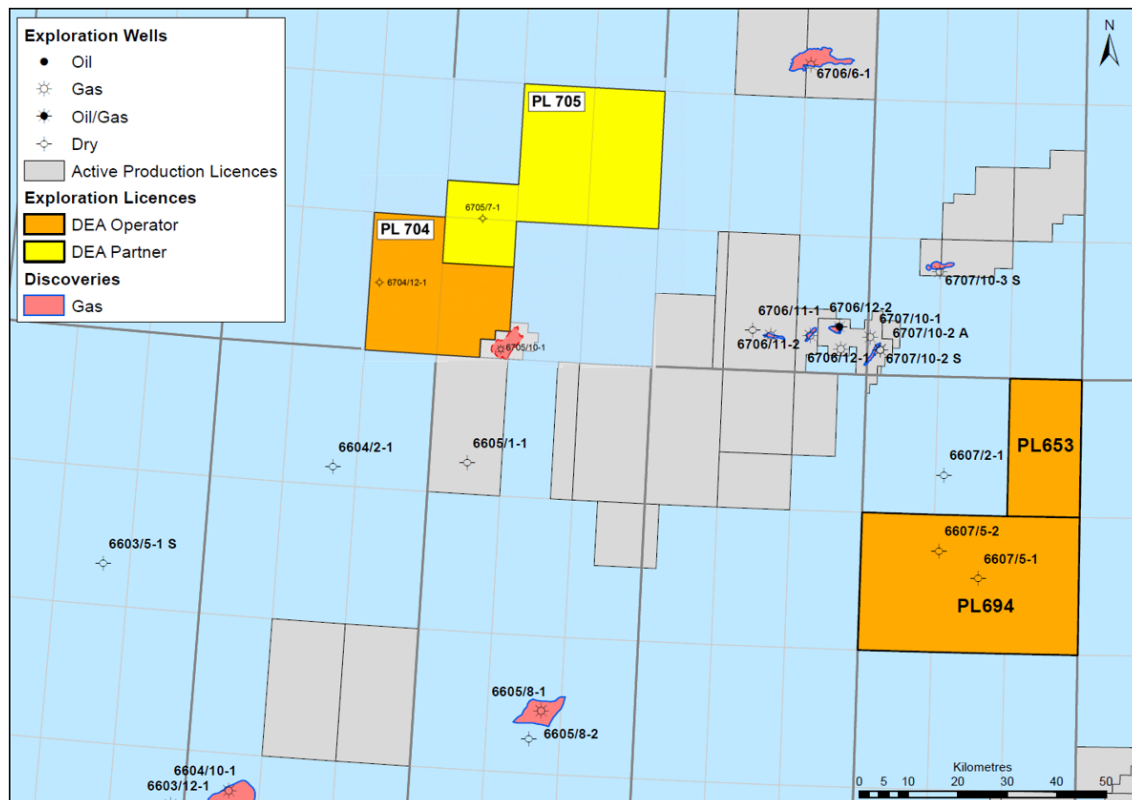 Exploration Wells
Oil
Gas
Oil/Gas
Dry
Active Production Licences
Exploration Licences
DEA Operator
DEA Partner
Discoveries
Gas
N
6706/6-1
PL 705
6705/7-1
PL 704
6704/12-1
6705/10-1
6707/10-3 S
6706/11-1
6706/12-2
6707/10-1
6707/10-2 A
6706/11-2
6706/12-1
6707/10-2 S
6604/2-1
6605/1-1
6607/2-1
PL653
6603/5-1 S
6607/5-2
6607/5-1
PL694
6605/8-1
6605/8-2
6604/10-1
6603/12-1
Kilometres
0 5 10 20 30 40 50